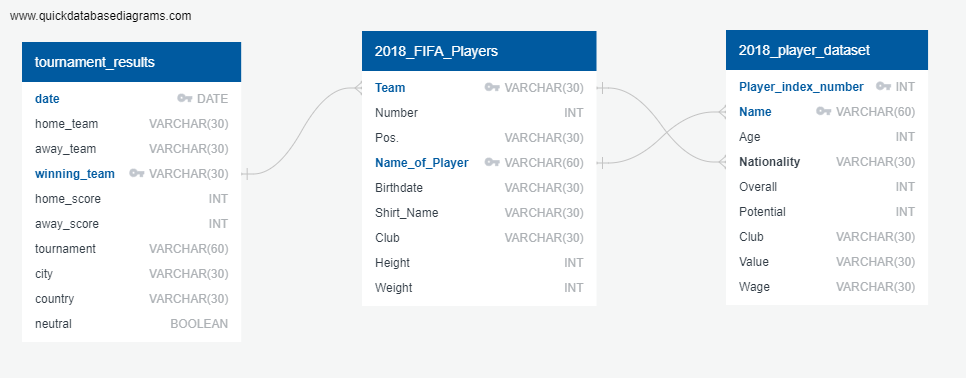 www.quickdatabasediagrams.com
tournament_results
date DATE
home_team VARCHAR(30)
away_team VARCHAR(30)
winning_team VARCHAR(30)
home_score INT
away_score INT
tournament VARCHAR(60)
city VARCHAR(30)
country VARCHAR(30)
neutral BOOLEAN
2018_FIFA_Players
Team VARCHAR(30)
Number INT
Pos. VARCHAR(30)
Name_of_Player VARCHAR(60)
Birthdate VARCHAR(30)
Shirt_Name VARCHAR(30)
Club VARCHAR(30)
Height INT
Weight INT
2018_player_dataset
Player_index_number INT
Name VARCHAR(60)
Age INT
Nationality VARCHAR(30)
Overall INT
Potential INT
Club VARCHAR(30)
Value VARCHAR(30)
Wage VARCHAR(30)